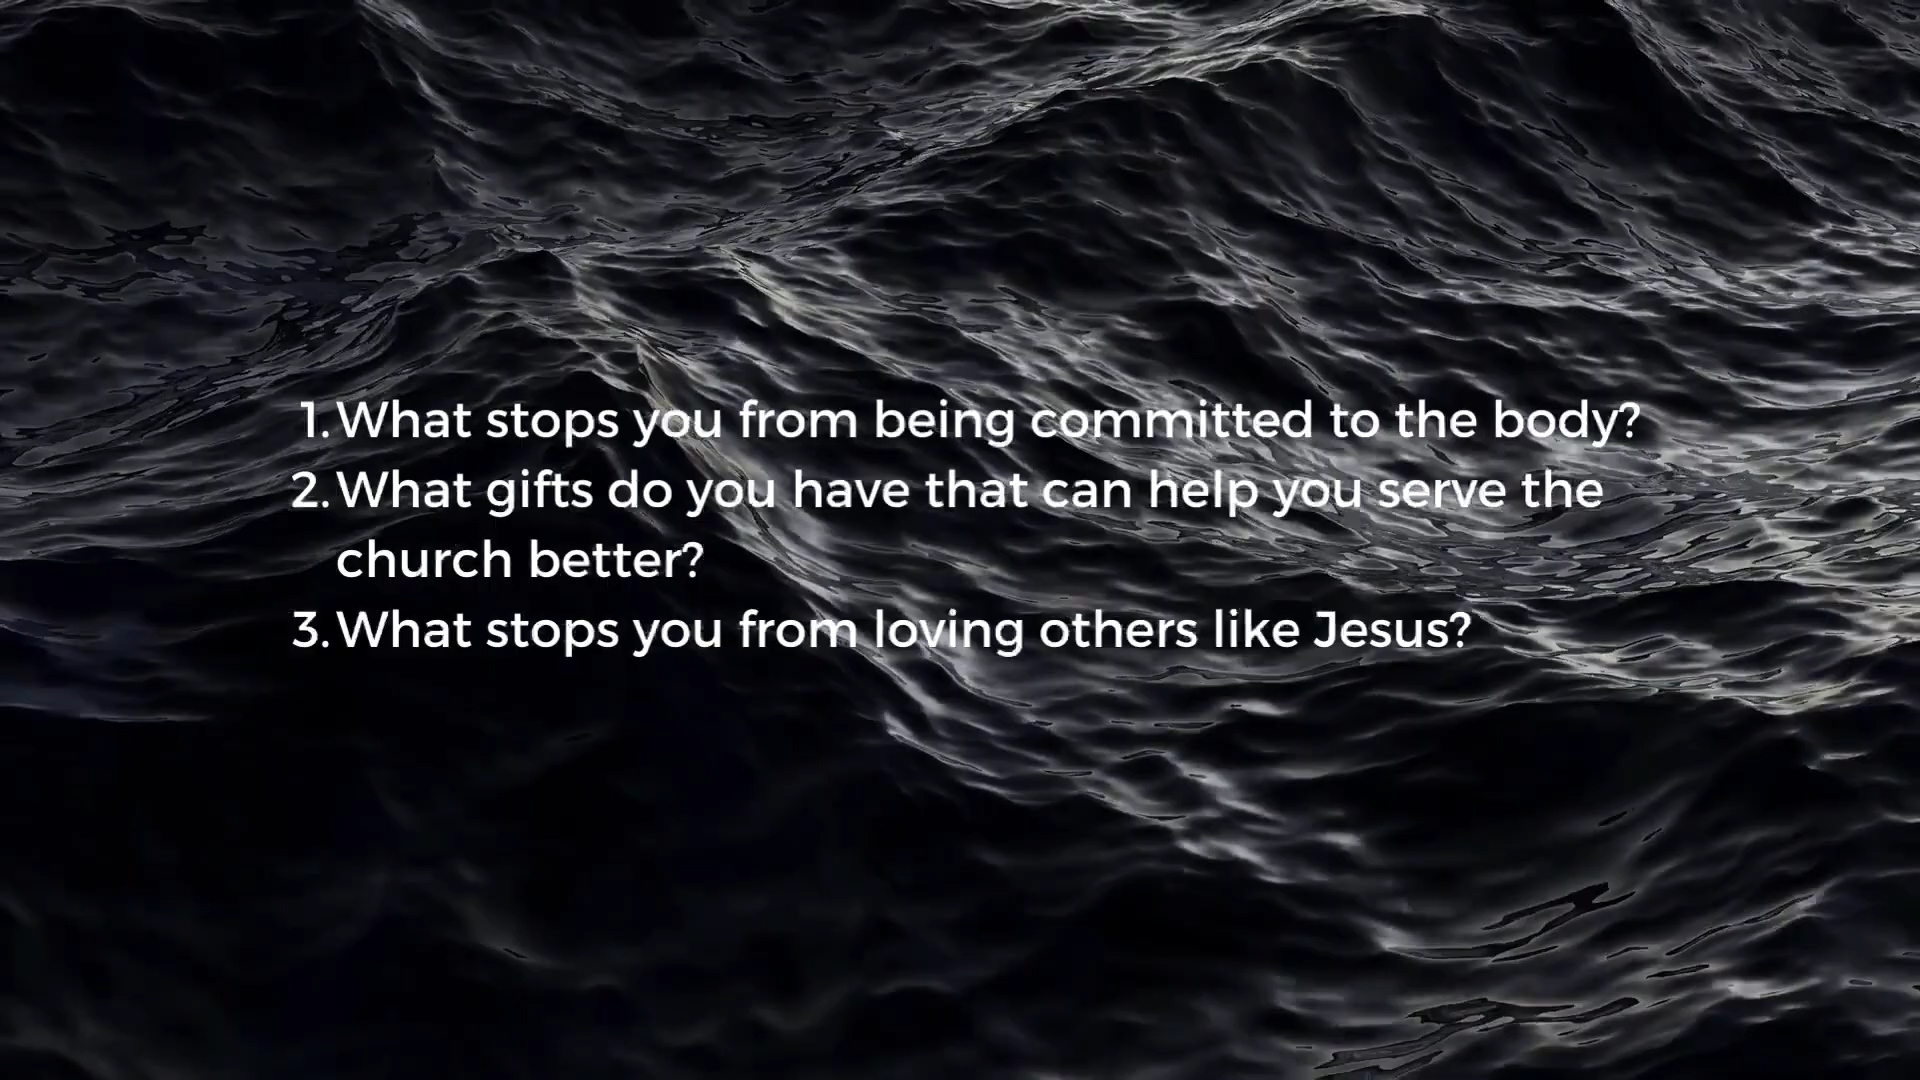 1. What stops you from being committed to the body?
2. What gifts do you have that can help you serve the
church better?
3. What stops you from loving others like Jesus?